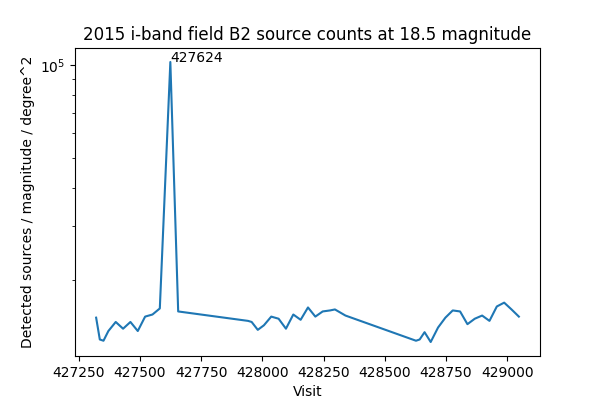 2015 i-band field B2 source counts at 18.5 magnitude
427624
10^5
Detected sources / magnitude / degree^2
427250 427500 427750 428000 428250 428500 428750 429000
Visit